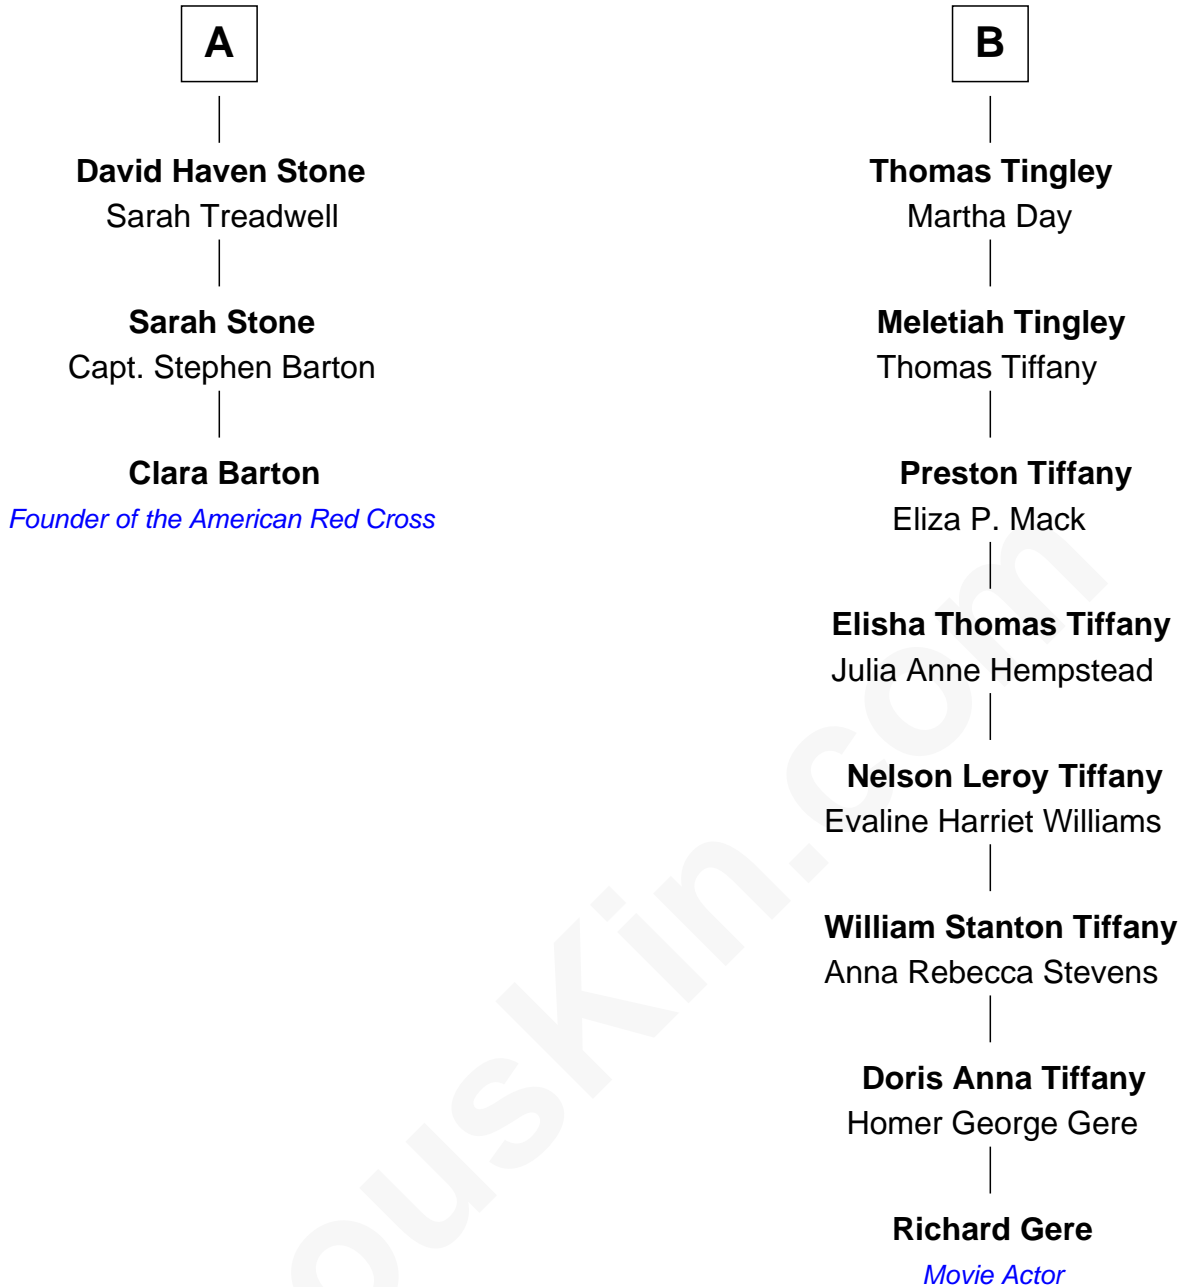 A
David Haven Stone
Sarah Treadwell
Sarah Stone
Capt. Stephen Barton
Clara Barton
Founder of the American Red Cross
B
Thomas Tingley
Martha Day
Meletiah Tingley
Thomas Tiffany
Preston Tiffany
Eliza P. Mack
Elisha Thomas Tiffany
Julia Anne Hempstead
Nelson Leroy Tiffany
Evaline Harriet Williams
William Stanton Tiffany
Anna Rebecca Stevens
Doris Anna Tiffany
Homer George Gere
Richard Gere
Movie Actor
ousKin.com